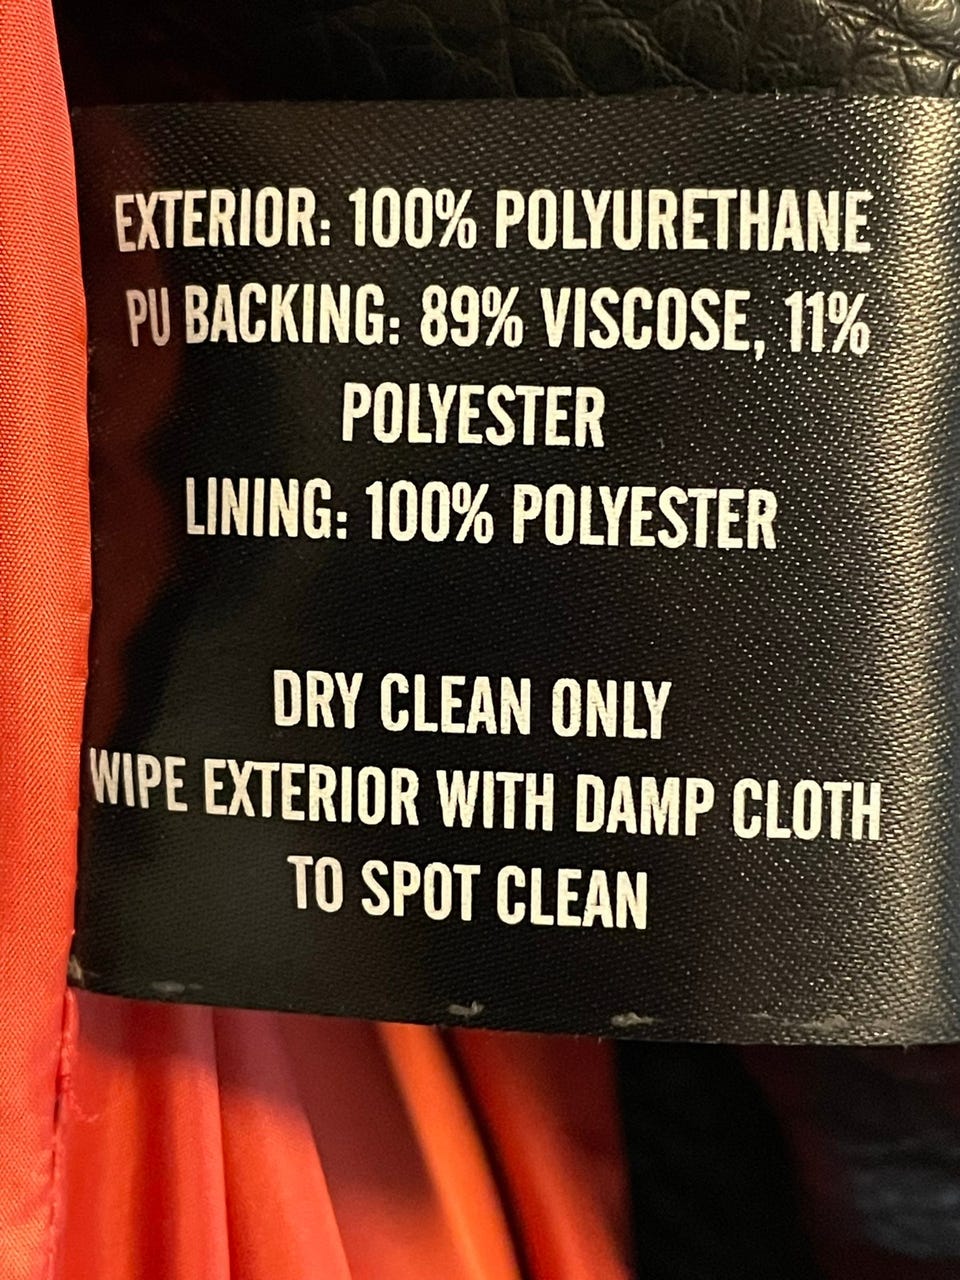 EXTERIOR: 100% POLYURETHANE
PU BACKING: 89% VISCOSE, 11%
POLYESTER
LINING: 100% POLYESTER
DRY CLEAN ONLY
WIPE EXTERIOR WITH DAMP CLOTH
TO SPOT CLEAN